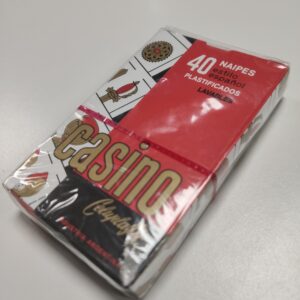 40 NAIPES
estilo
español
PLASTIFICADOS
LAVABLES
Casino